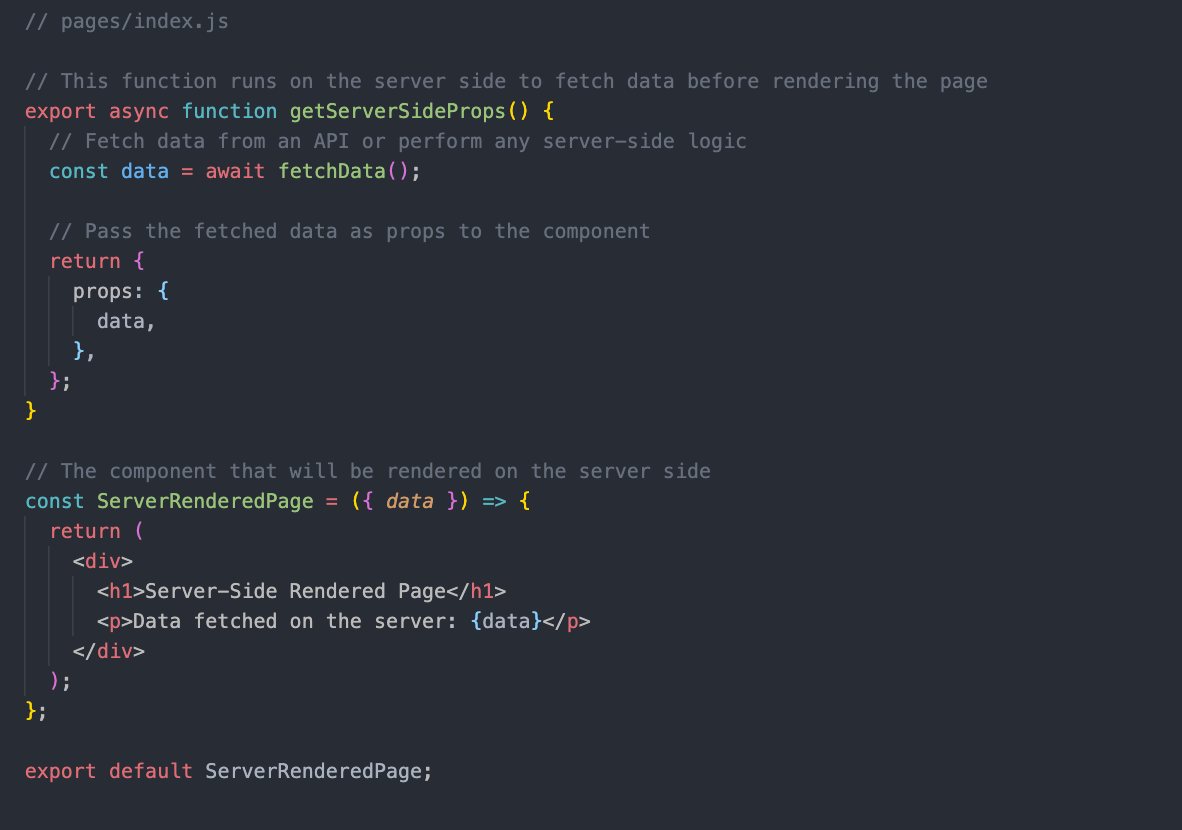 // pages/index.js
// This function runs on the server side to fetch data before rendering the page
export async function getServerSideProps() {
  // Fetch data from an API or perform any server-side logic
  const data = await fetchData();
  // Pass the fetched data as props to the component
  return {
    props: {
      data,
    },
  };
}
// The component that will be rendered on the server side
const ServerRenderedPage = ({ data }) => {
  return (
    <div>
      <h1>Server-Side Rendered Page</h1>
      <p>Data fetched on the server: {data}</p>
    </div>
  );
};
export default ServerRenderedPage;